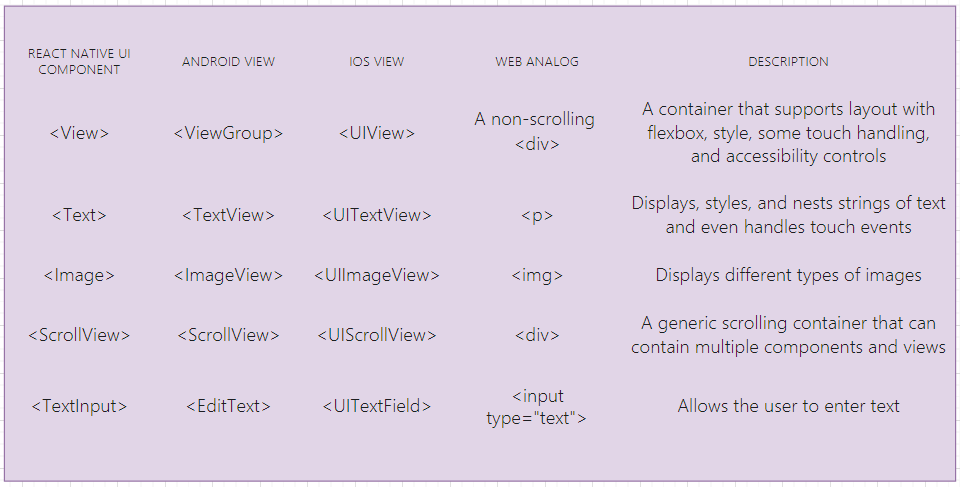 REACT NATIVE UI
COMPONENT
ANDROID VIEW
IOS VIEW
WEB ANALOG
DESCRIPTION
<View>
<ViewGroup>
<UIView>
A non-scrolling
<div>
A container that supports layout with
flexbox, style, some touch handling,
and accessibility controls
<Text>
<TextView>
<UITextView>
<p>
Displays, styles, and nests strings of text
and even handles touch events
<Image>
<ImageView>
<UIImageView>
<img>
Displays different types of images
<ScrollView>
<ScrollView>
<UIScrollView>
<div>
A generic scrolling container that can
contain multiple components and views
<TextInput>
<EditText>
<UITextField>
<input
type="text">
Allows the user to enter text